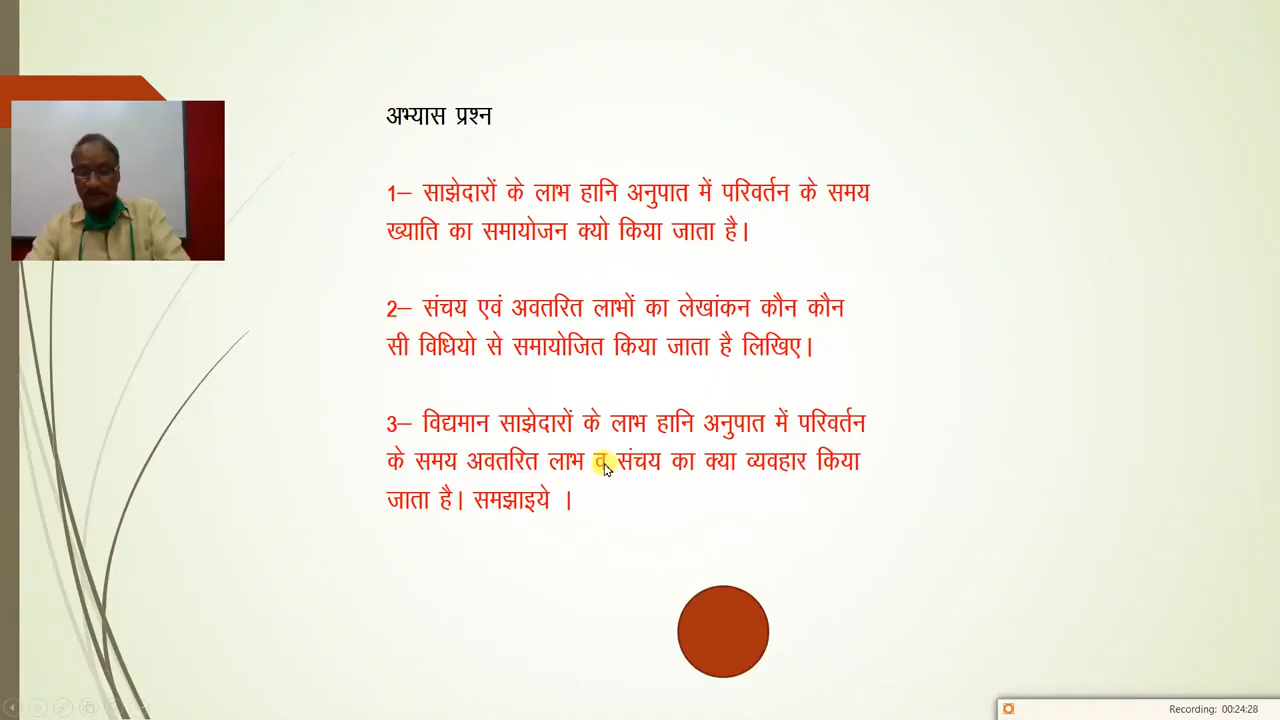 अभ्यास प्रश्न
1– साझेदारों के लाभ हानि अनुपात में परिवर्तन के समय
ख्याति का समायोजन क्यो किया जाता है।
2– संचय एवं अवतरित लाभों का लेखांकन कौन कौन
सी विधियो से समायोजित किया जाता है लिखिए।
3– विद्यमान साझेदारों के लाभ हानि अनुपात में परिवर्तन
के समय अवतरित लाभ व संचय का क्या व्यवहार किया
जाता है। समझाइये ।
Recording: 00:24:28